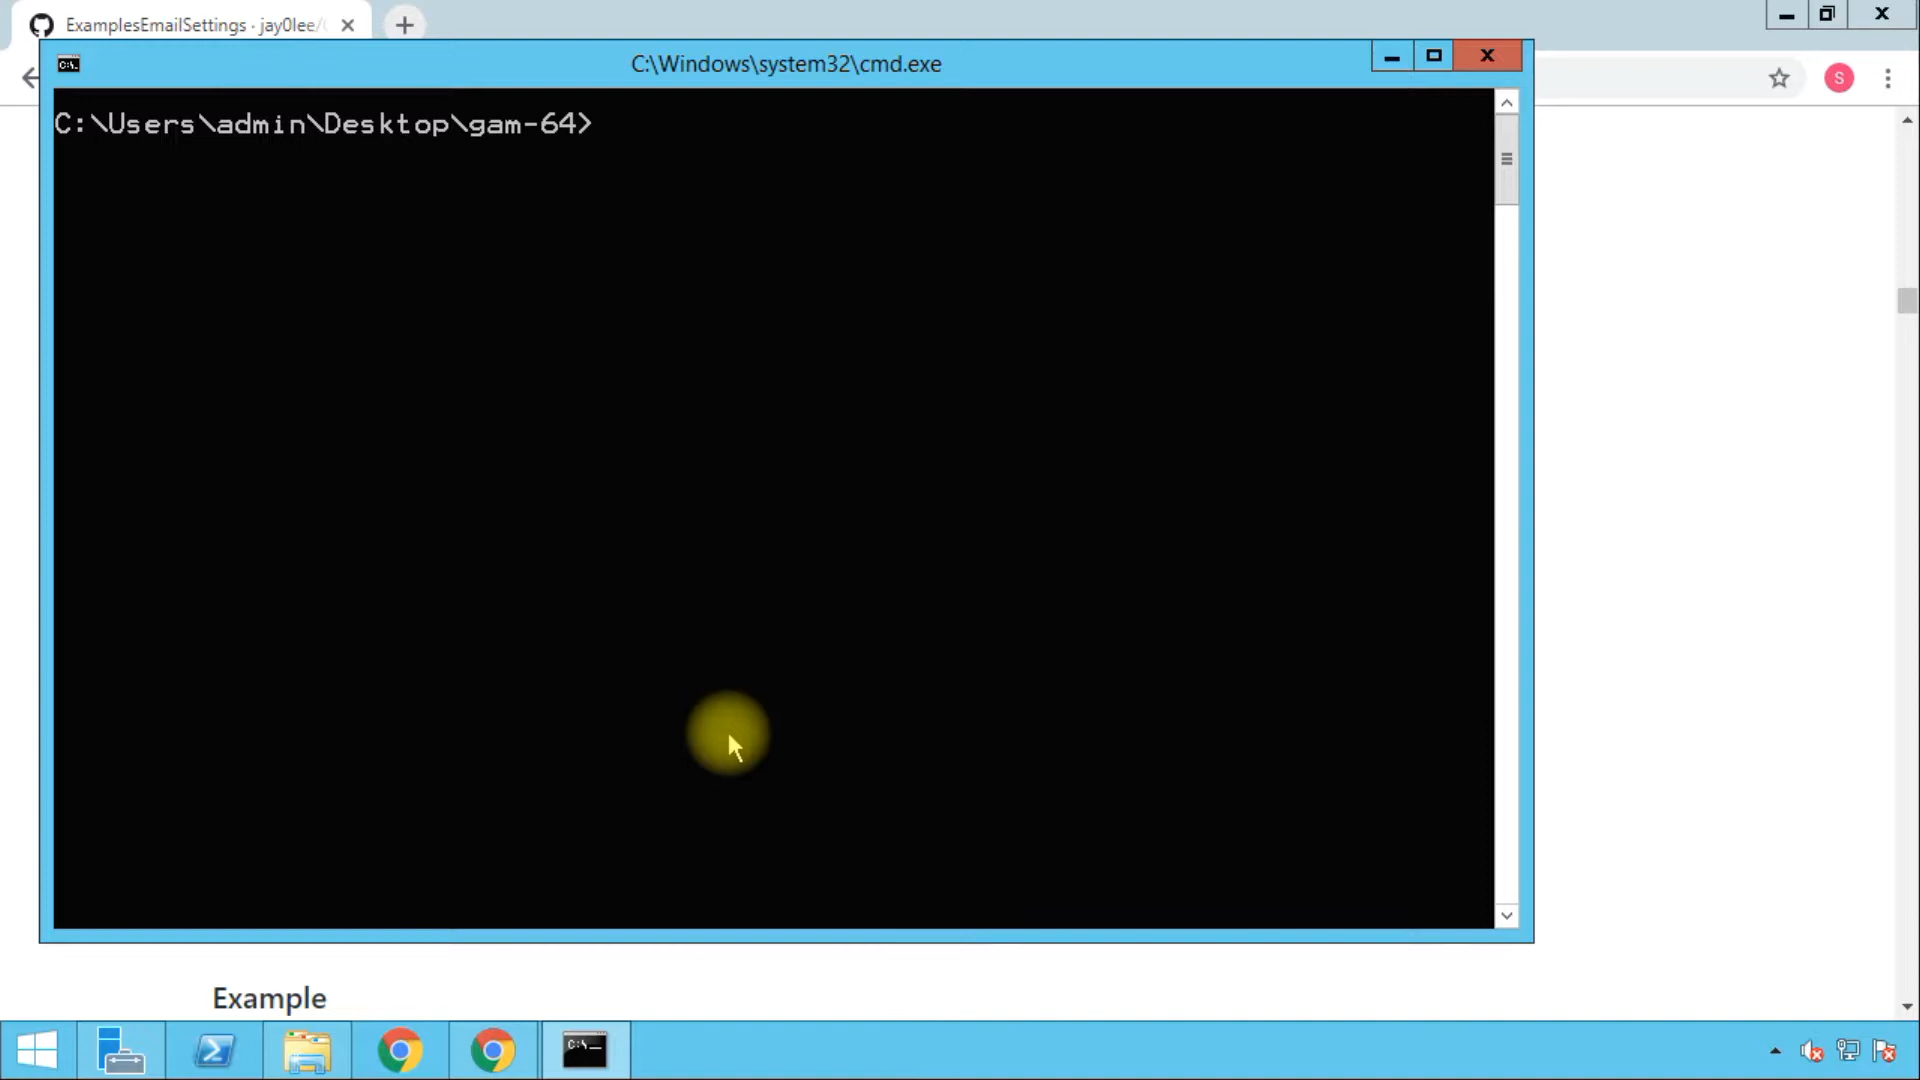 ExamplesEmailSettings · jay0lee/
C:\Windows\system32\cmd.exe
S
C:\Users\admin\Desktop\gam-64>
Example